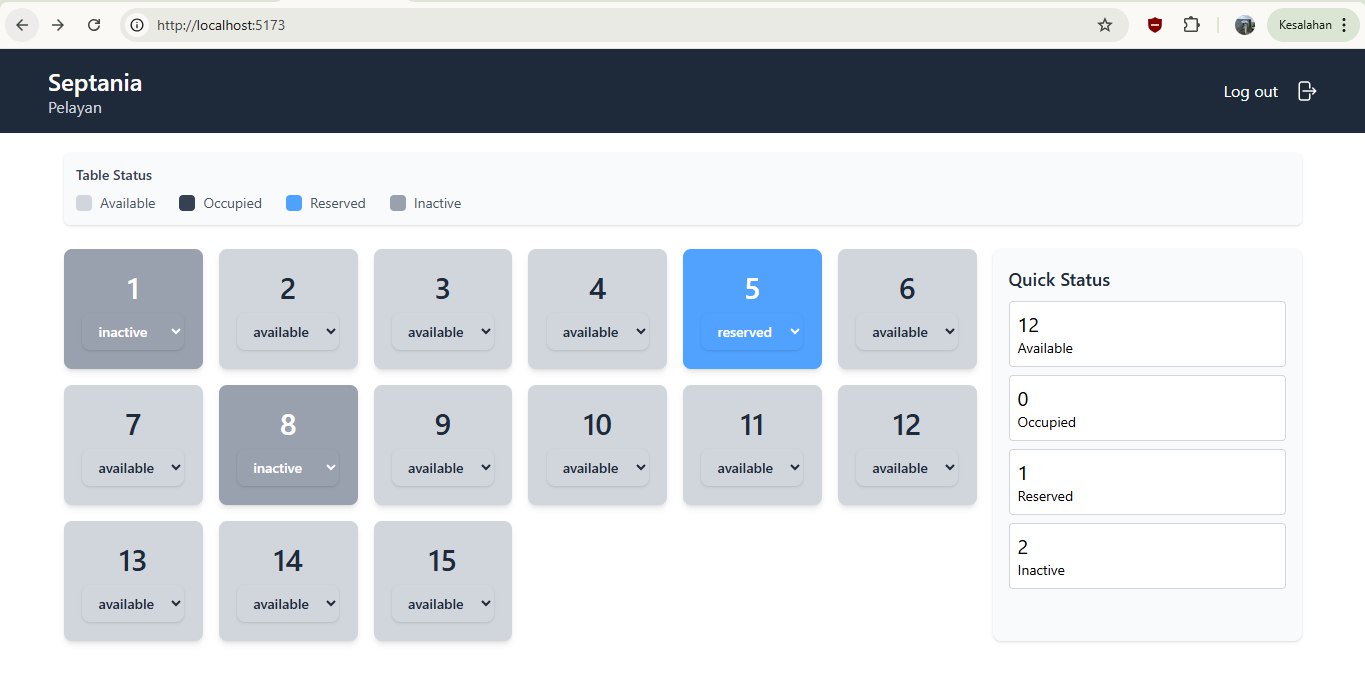 http://localhost:5173
Kesalahan
Septania
Pelayan
Log out
Table Status
Available Occupied Reserved Inactive
1 2 3 4 5 6
inactive available available available reserved available
7 8 9 10 11 12
available inactive available available available available
13 14 15
available available available
Quick Status
12
Available
0
Occupied
1
Reserved
2
Inactive